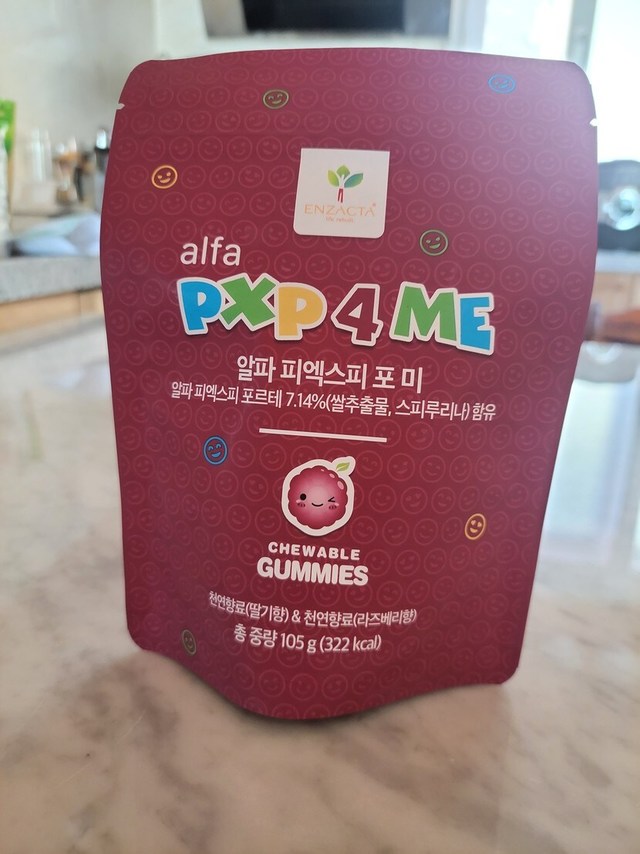 ENZACTA
alfa
PXP 4 ME
알파 피엑스피 포 미
알파 피엑스피 포르테 7.14%(쌀추출물, 스피루리나) 함유
CHEWABLE
GUMMIES
천연향료(딸기향) & 천연향료(라즈베리향)
총 중량 105 g (322 kcal)